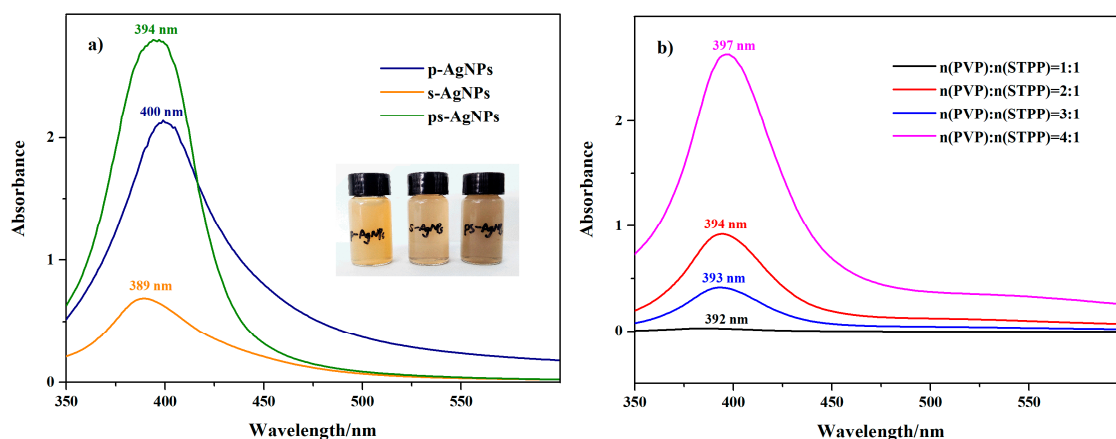 a)
394 nm
400 nm
389 nm
p-AgNPs
s-AgNPs
ps-AgNPs
p-AgNPs
s-AgNPs
ps-AgNPs
Absorbance
2
1
0
350
400
450
500
550
Wavelength/nm
b)
397 nm
394 nm
393 nm
392 nm
n(PVP):n(STPP)=1:1
n(PVP):n(STPP)=2:1
n(PVP):n(STPP)=3:1
n(PVP):n(STPP)=4:1
Absorbance
2
1
0
350
400
450
500
550
Wavelength/nm